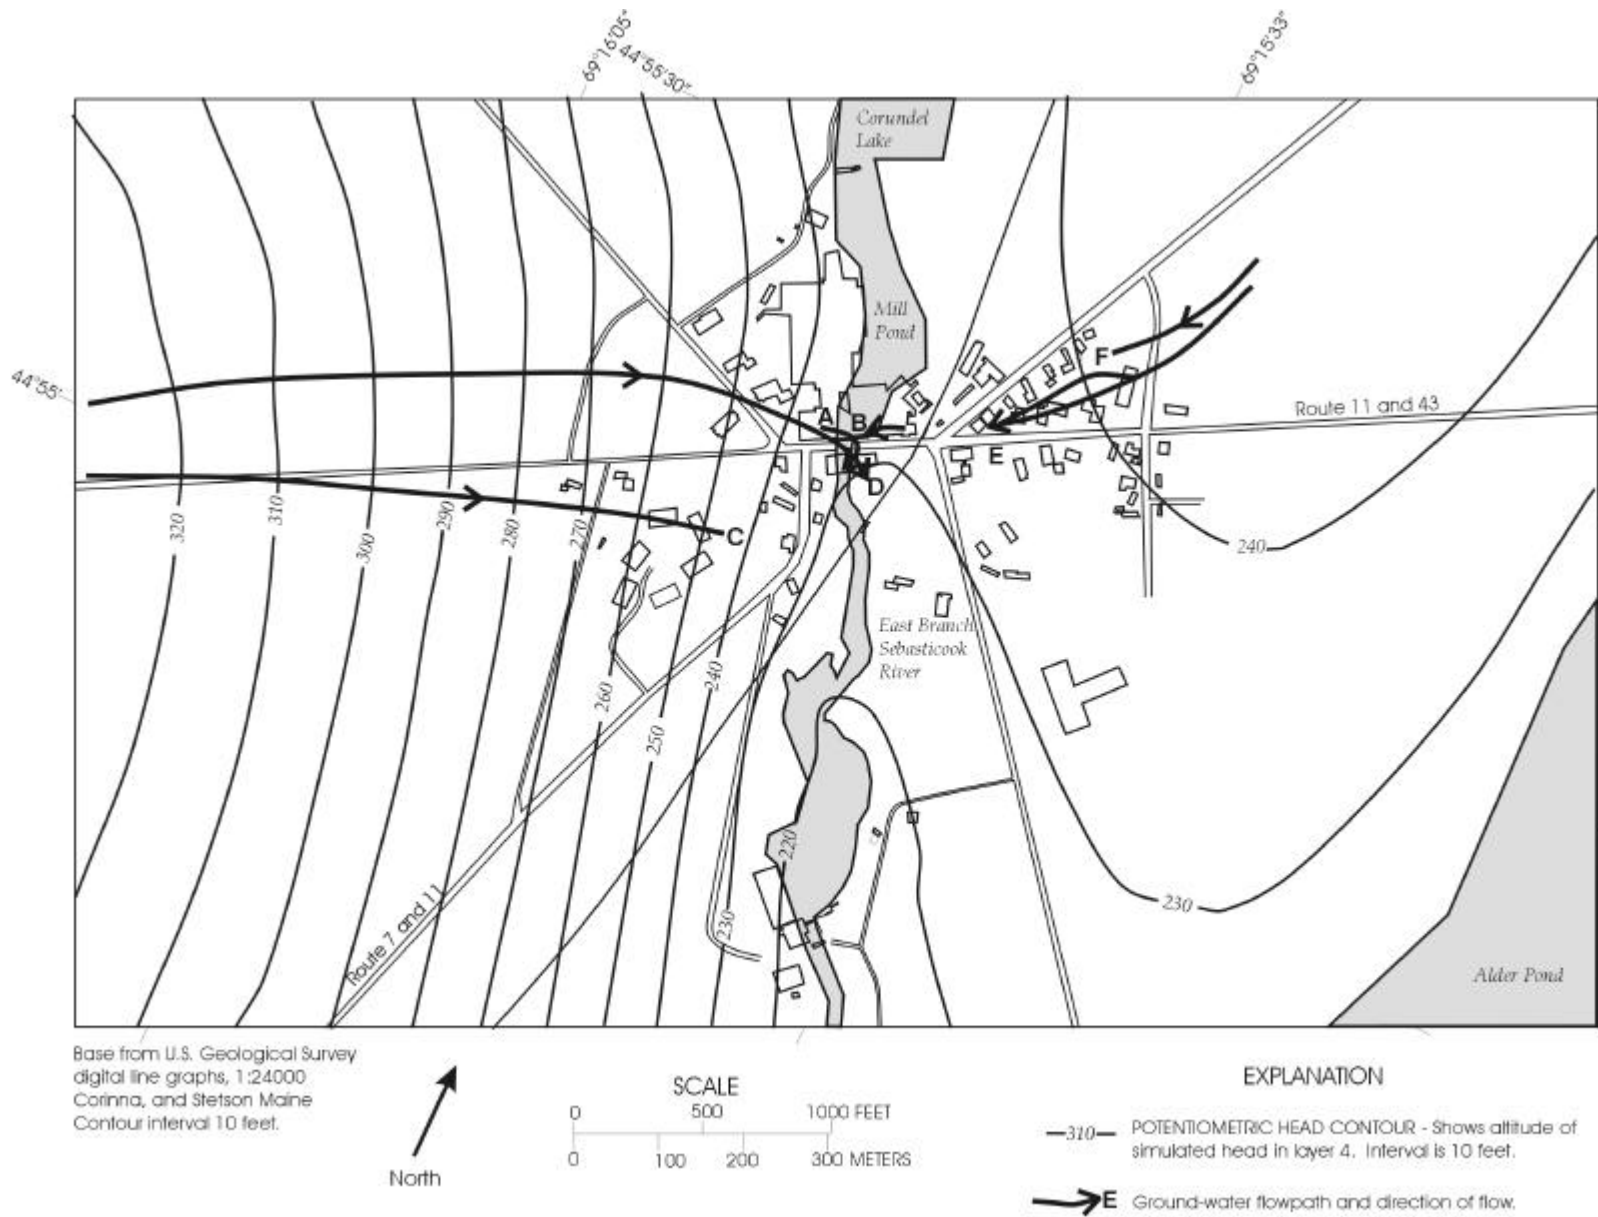 69°16'05"
44°55'30"
69°15'33"
Corundel
Lake
Mill
Pond
44°55'
F
Route 11 and 43
A
B
E
D
C
320
310
300
290
280
270
240
East Branch
Sebasticook
River
260
250
240
220
230
230
Route 7 and 11
Alder Pond
Base from U.S. Geological Survey
digital line graphs, 1:24000
Corinna, and Stetson Maine
Contour interval 10 feet.
North
SCALE
0 500 1000 FEET
0 100 200 300 METERS
EXPLANATION
310 POTENTIOMETRIC HEAD CONTOUR - Shows altitude of
simulated head in layer 4. Interval is 10 feet.
E Ground-water flowpath and direction of flow.